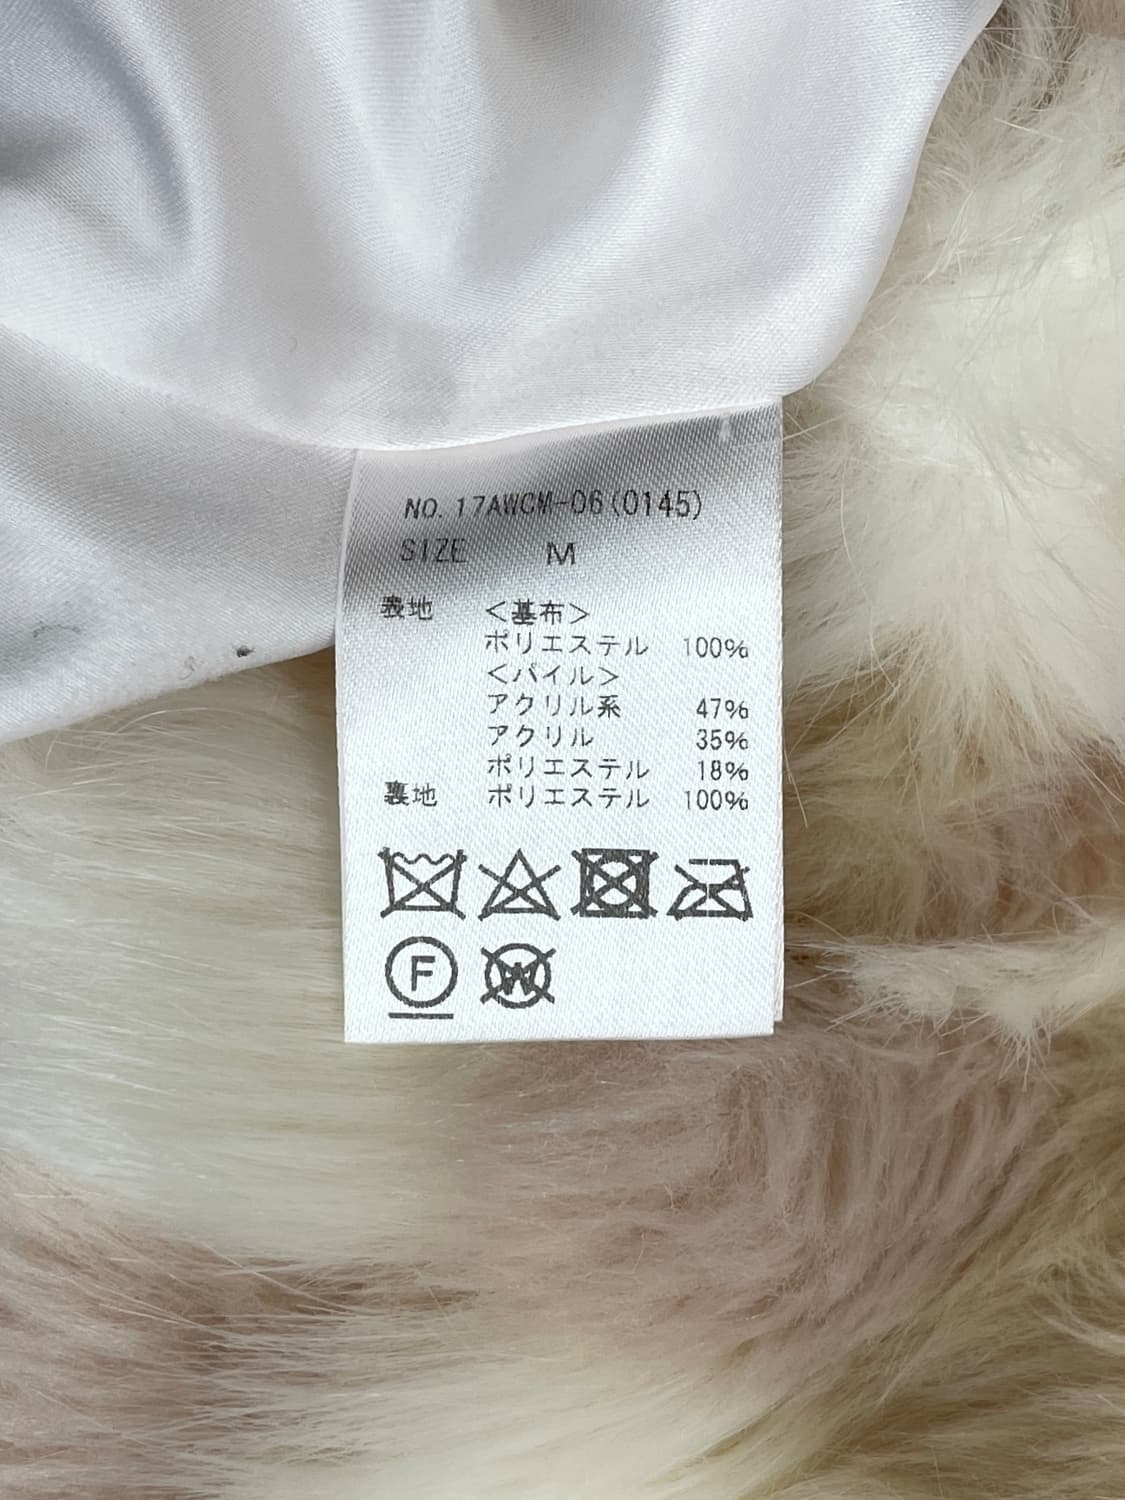 NO. 17AWCM-06(0145)
SIZE M
表地 <基布>
ポリエステル 100%
<パイル>
アクリル系 47%
アクリル 35%
ポリエステル 18%
裏地 ポリエステル 100%
F W